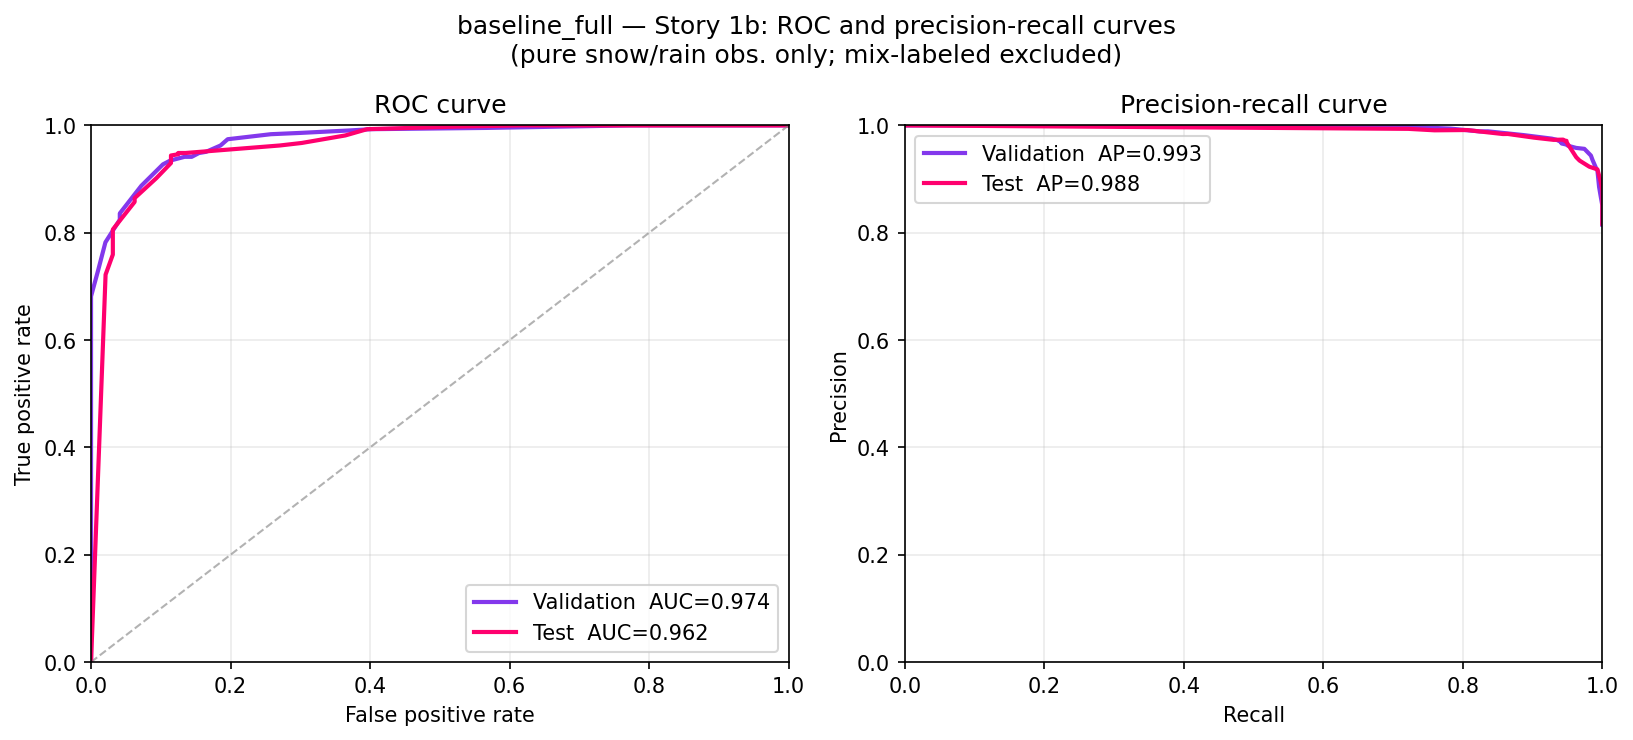 baseline_full — Story 1b: ROC and precision-recall curves
(pure snow/rain obs. only; mix-labeled excluded)
ROC curve
True positive rate
1.0
0.8
0.6
0.4
0.2
0.0
Validation  AUC=0.974
Test  AUC=0.962
0.0 0.2 0.4 0.6 0.8 1.0
False positive rate
Precision-recall curve
Precision
1.0
0.8
0.6
0.4
0.2
0.0
Validation  AP=0.993
Test  AP=0.988
0.0 0.2 0.4 0.6 0.8 1.0
Recall